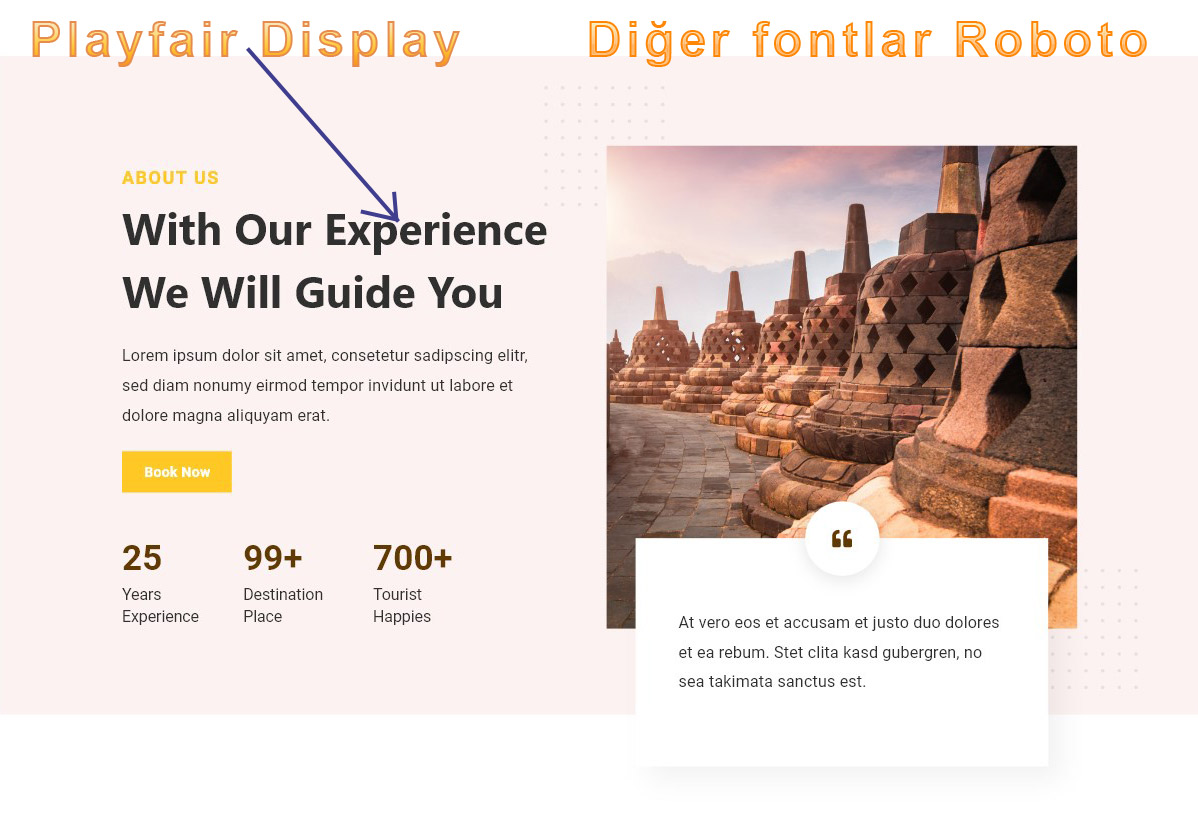 Playfair Display
Diğer fontlar Roboto
ABOUT US
With Our Experience
We Will Guide You
Lorem ipsum dolor sit amet, consetetur sadipscing elitr,
sed diam nonumy eirmod tempor invidunt ut labore et
dolore magna aliquyam erat.
Book Now
25
Years
Experience
99+
Destination
Place
700+
Tourist
Happies
❝
At vero eos et accusam et justo duo dolores
et ea rebum. Stet clita kasd gubergren, no
sea takimata sanctus est.